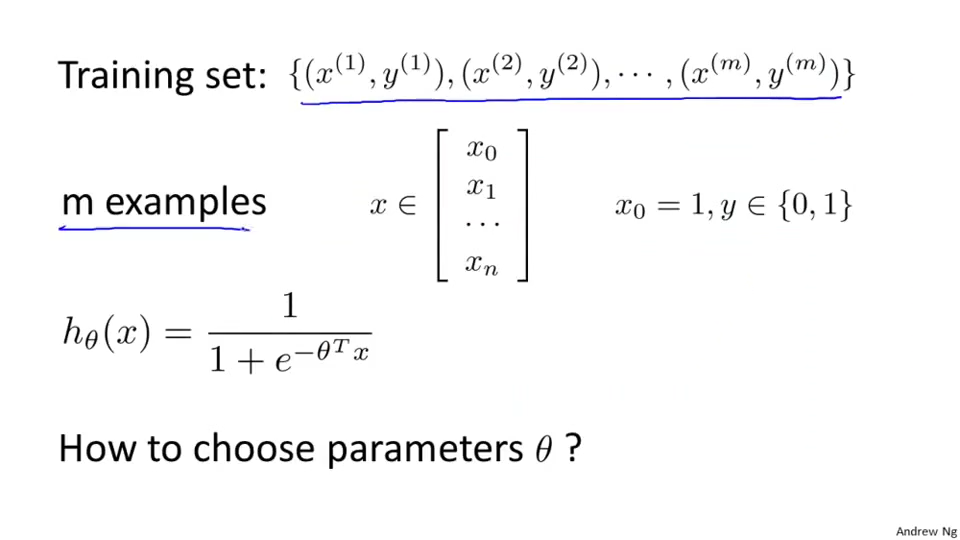 Training set: {(x^{(1)}, y^{(1)}), (x^{(2)}, y^{(2)}), ⋯ , (x^{(m)}, y^{(m)})}
m examples x ∈ [x_0 x_1 … x_n] x_0 = 1, y ∈ {0, 1}
h_θ(x) = 1 / (1 + e^{−θ^T x})
How to choose parameters θ ?
Andrew Ng